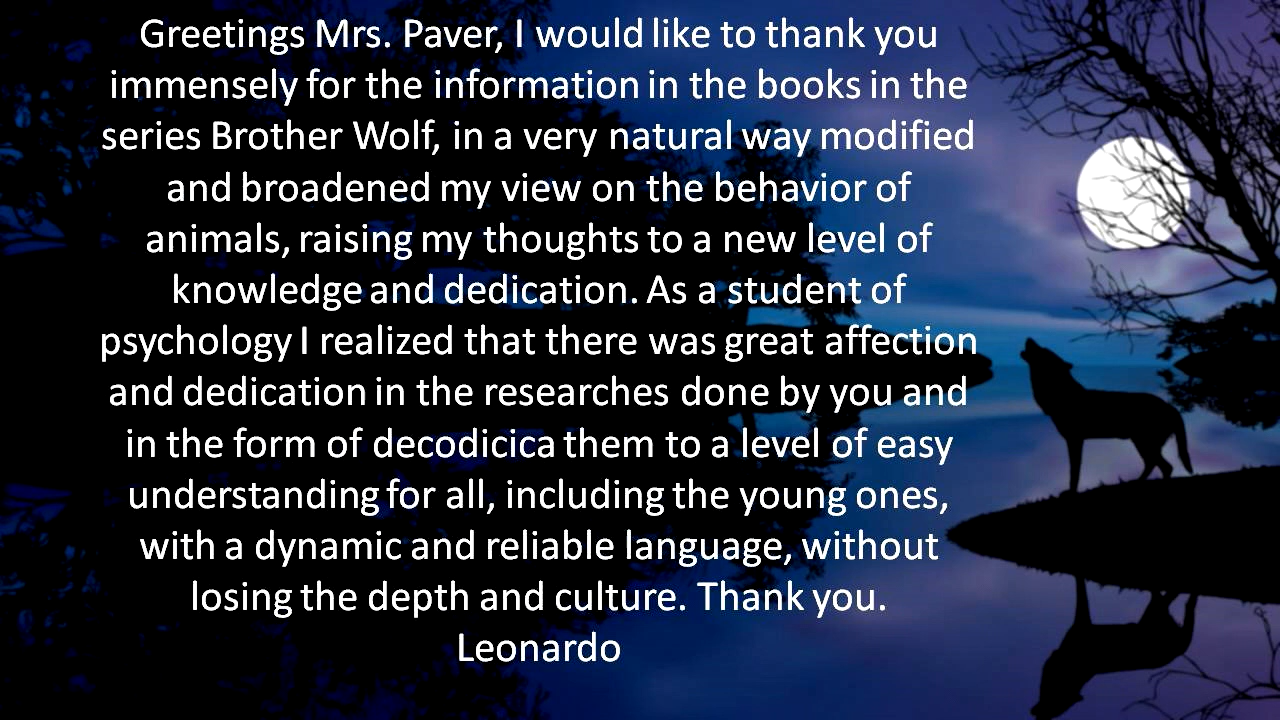 Greetings Mrs. Paver, I would like to thank you
immensely for the information in the books in the
series Brother Wolf, in a very natural way modified
and broadened my view on the behavior of
animals, raising my thoughts to a new level of
knowledge and dedication. As a student of
psychology I realized that there was great affection
and dedication in the researches done by you and
in the form of decodicica them to a level of easy
understanding for all, including the young ones,
with a dynamic and reliable language, without
losing the depth and culture. Thank you.
Leonardo